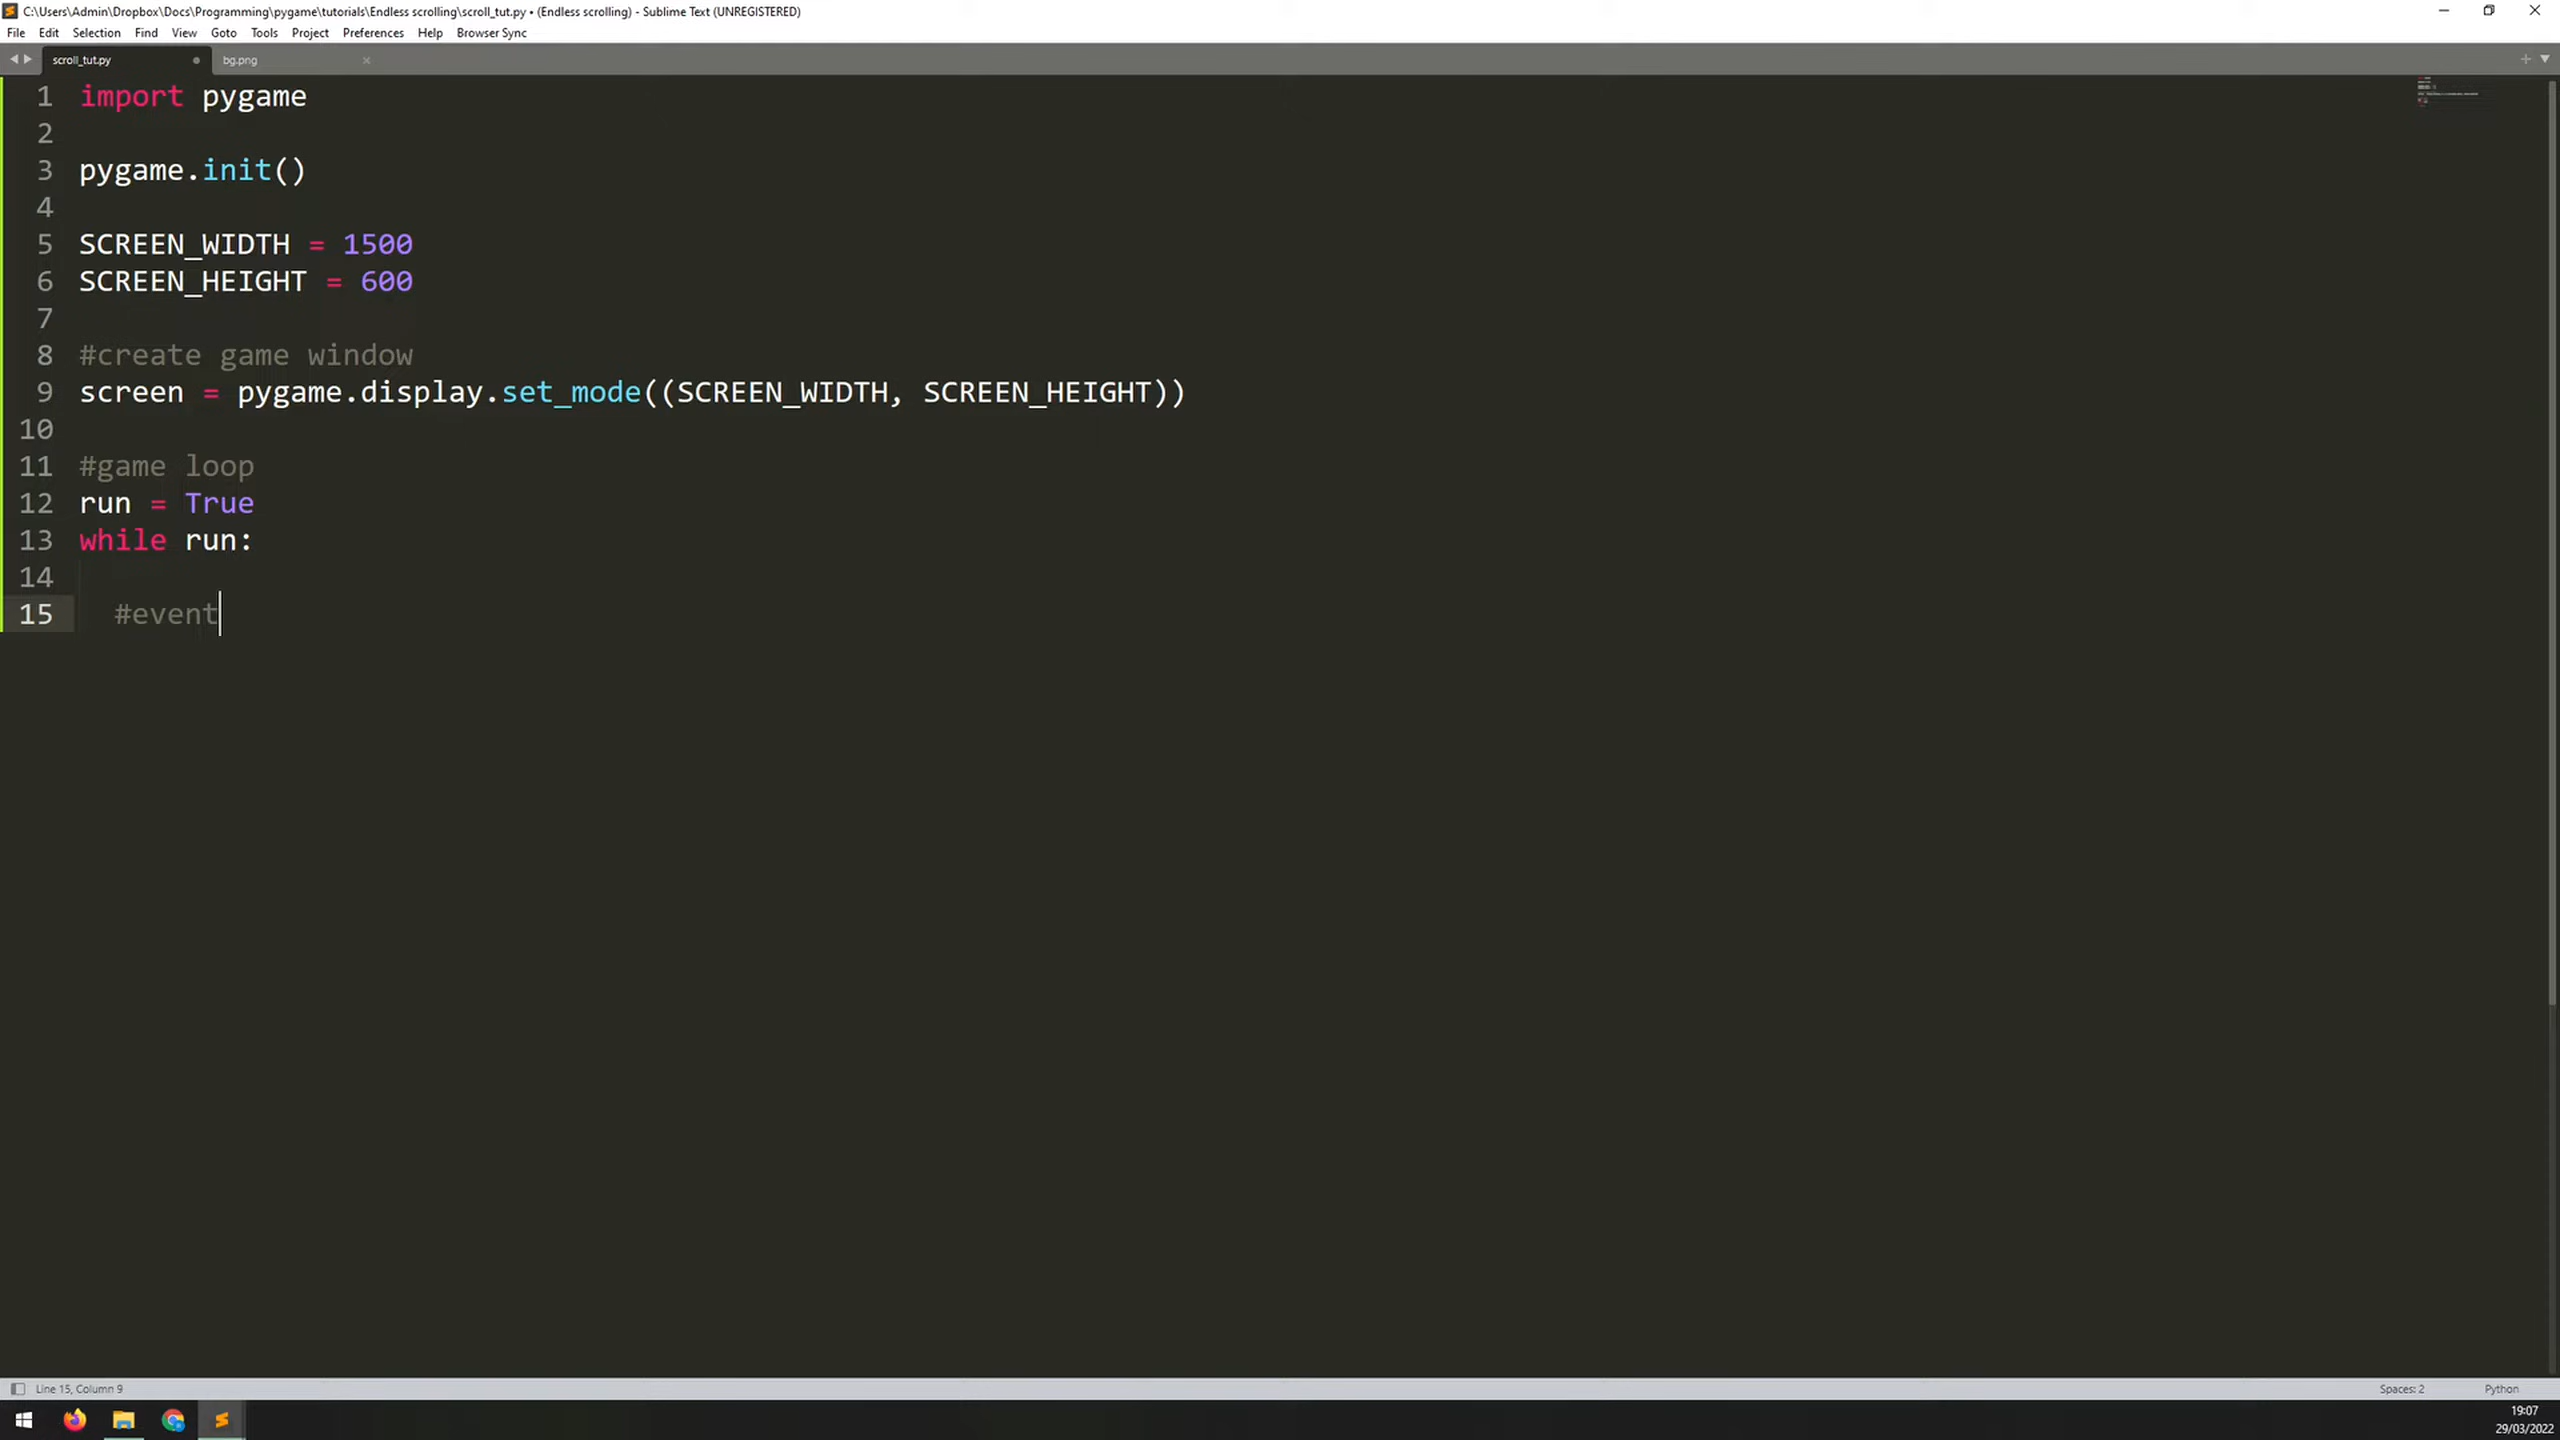 C:\Users\Admin\Dropbox\Docs\Programming\pygame\tutorials\Endless scrolling\scroll_tut.py • (Endless scrolling) - Sublime Text (UNREGISTERED)
File Edit Selection Find View Goto Tools Project Preferences Help Browser Sync
scroll_tut.py bg.png
1 import pygame
2
3 pygame.init()
4
5 SCREEN_WIDTH = 1500
6 SCREEN_HEIGHT = 600
7
8 #create game window
9 screen = pygame.display.set_mode((SCREEN_WIDTH, SCREEN_HEIGHT))
10
11 #game loop
12 run = True
13 while run:
14
15 #event
Line 15, Column 9 Spaces: 2 Python
19:07
29/03/2022